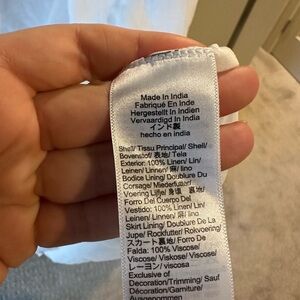 Made In India
Fabriqué En Inde
Hergestellt In Indien
Vervaardigd In India
インド製
hecho en india
Shell/ Tissu Principal/ Shell/
Bovenstof/ 表地/ Tela
Exterior: 100% Linen/ Lin/
Leinen/ Linnen/ 麻/ lino
Bodice Lining/ Doublure Du
Corsage/ Miederfutter/
Voering Lijfje/ 身頃 裏地/
Forro Del Cuerpo Del
Vestido: 100% Linen/ Lin/
Leinen/ Linnen/ 麻/ lino
Skirt Lining/ Doublure De La
Jupe/ Rockfutter/ Rokvoering/
スカート裏地/ Forro De
Falda: 100% Viscose/
Viscose/ Viskose/ Viscose/
レーヨン/ viscosa
Exclusive of
Decoration/Trimming/ Sauf
Décoration/Garniture/
Ausgenommen